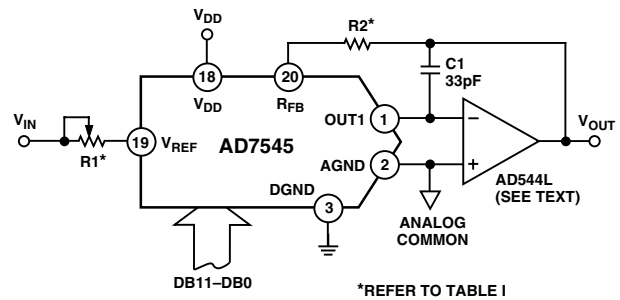 VDD
R2*
C1
33pF
18
20
VDD
RFB
VIN
R1*
19
VREF
AD7545
OUT1
1
AGND
2
DGND
3
−
+
VOUT
AD544L
(SEE TEXT)
ANALOG
COMMON
DB11–DB0
*REFER TO TABLE I